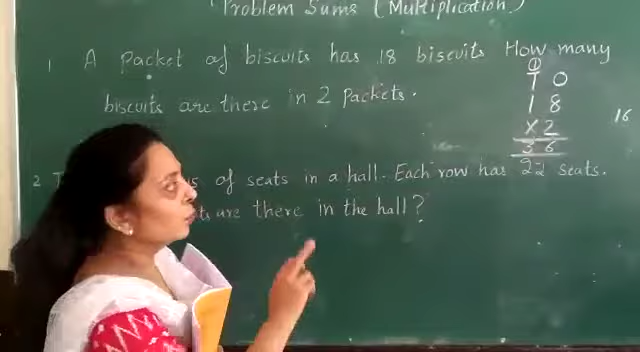 Problem Sums (Multiplication)
1 A packet of biscuits has 18 biscuits How many
biscuits are there in 2 Packets.
1
T O
1 8
X 2
3 6
16
2 of seats in a hall. Each row has 22 seats.
are there in the hall?